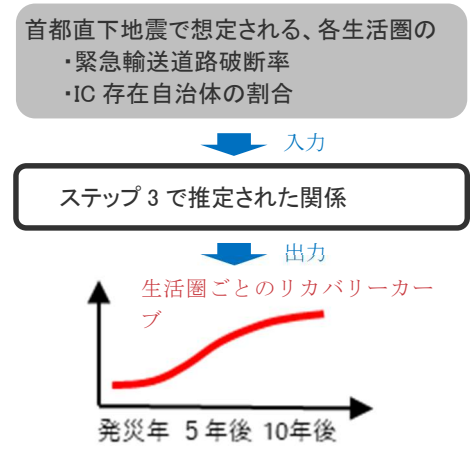 首都直下地震で想定される、各生活圏の
・緊急輸送道路破断率
・IC 存在自治体の割合
入力
ステップ 3 で推定された関係
出力
生活圏ごとのリカバリーカー
ブ
発災年 5 年後 10年後